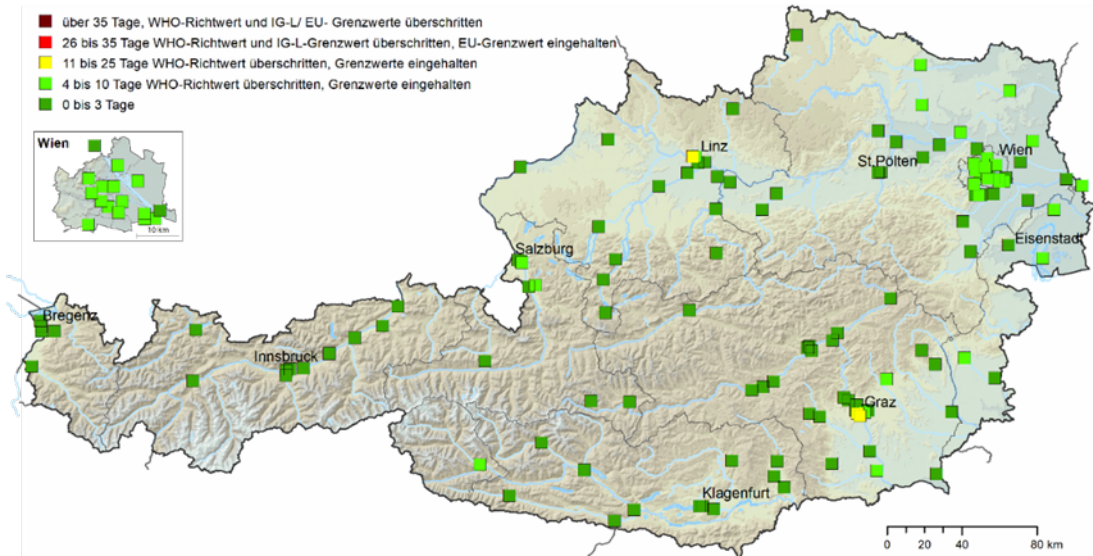 über 35 Tage, WHO-Richtwert und IG-L/ EU- Grenzwerte überschritten
26 bis 35 Tage WHO-Richtwert und IG-L-Grenzwert überschritten, EU-Grenzwert eingehalten
11 bis 25 Tage WHO-Richtwert überschritten, Grenzwerte eingehalten
4 bis 10 Tage WHO-Richtwert überschritten, Grenzwerte eingehalten
0 bis 3 Tage
Wien
10 km
Linz
Wien
St.Pölten
Salzburg
Eisenstadt
Bregenz
Innsbruck
Graz
Klagenfurt
0 20 40 80 km